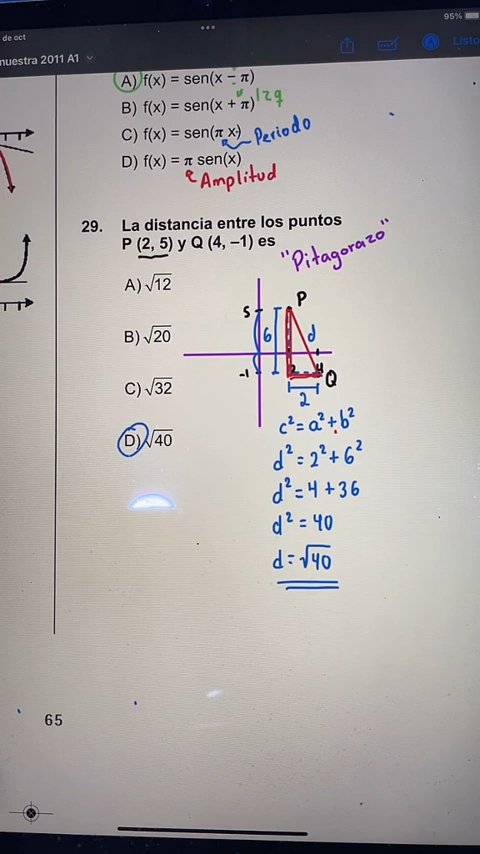 95%
de oct
Listo
nuestra 2011 A1
A) f(x) = sen(x − π)
B) f(x) = sen(x + π) Izq
C) f(x) = sen(π x) Periodo
D) f(x) = π sen(x)
Amplitud
29. La distancia entre los puntos
P (2, 5) y Q (4, −1) es
"Pitagorazo"
A) √12
B) √20
C) √32
D) √40
P
5
6
d
-1
2
4
Q
2
c²=a²+b²
d²=2²+6²
d²=4+36
d²=40
d=√40
65